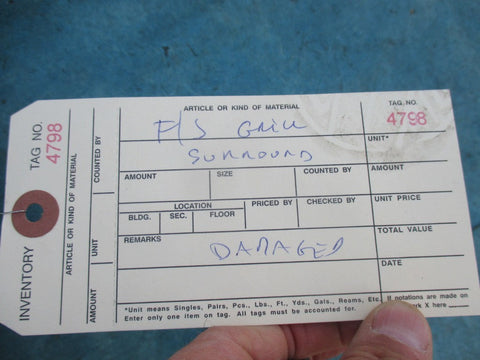 TAG NO.
4798
ARTICLE OR KIND OF MATERIAL
COUNTED BY
INVENTORY
UNIT
AMOUNT
ARTICLE OR KIND OF MATERIAL
TAG NO.
4798
P/S GRILL
SURROUND
UNIT*
AMOUNT SIZE COUNTED BY AMOUNT
LOCATION PRICED BY CHECKED BY UNIT PRICE
BLDG. SEC. FLOOR
REMARKS
DAMAGED
TOTAL VALUE
DATE
*Unit means Singles, Pairs, Pcs., Lbs., Ft., Yds., Gals., Reams, Etc. If notations are made on
Enter only one item on tag. All tags must be accounted for. X here